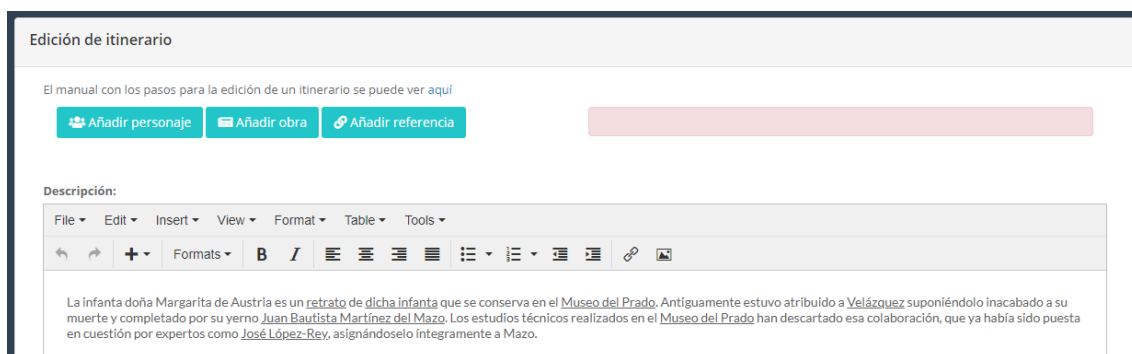 Edición de itinerario
El manual con los pasos para la edición de un itinerario se puede ver aquí
Añadir personaje Añadir obra Añadir referencia
Descripción:
File Edit Insert View Format Table Tools
Formats B I
La infanta doña Margarita de Austria es un retrato de dicha infanta que se conserva en el Museo del Prado. Antiguamente estuvo atribuido a Velázquez suponiéndolo inacabado a su
muerte y completado por su yerno Juan Bautista Martínez del Mazo. Los estudios técnicos realizados en el Museo del Prado han descartado esa colaboración, que ya había sido puesta
en cuestión por expertos como José López-Rey, asignándoselo íntegramente a Mazo.